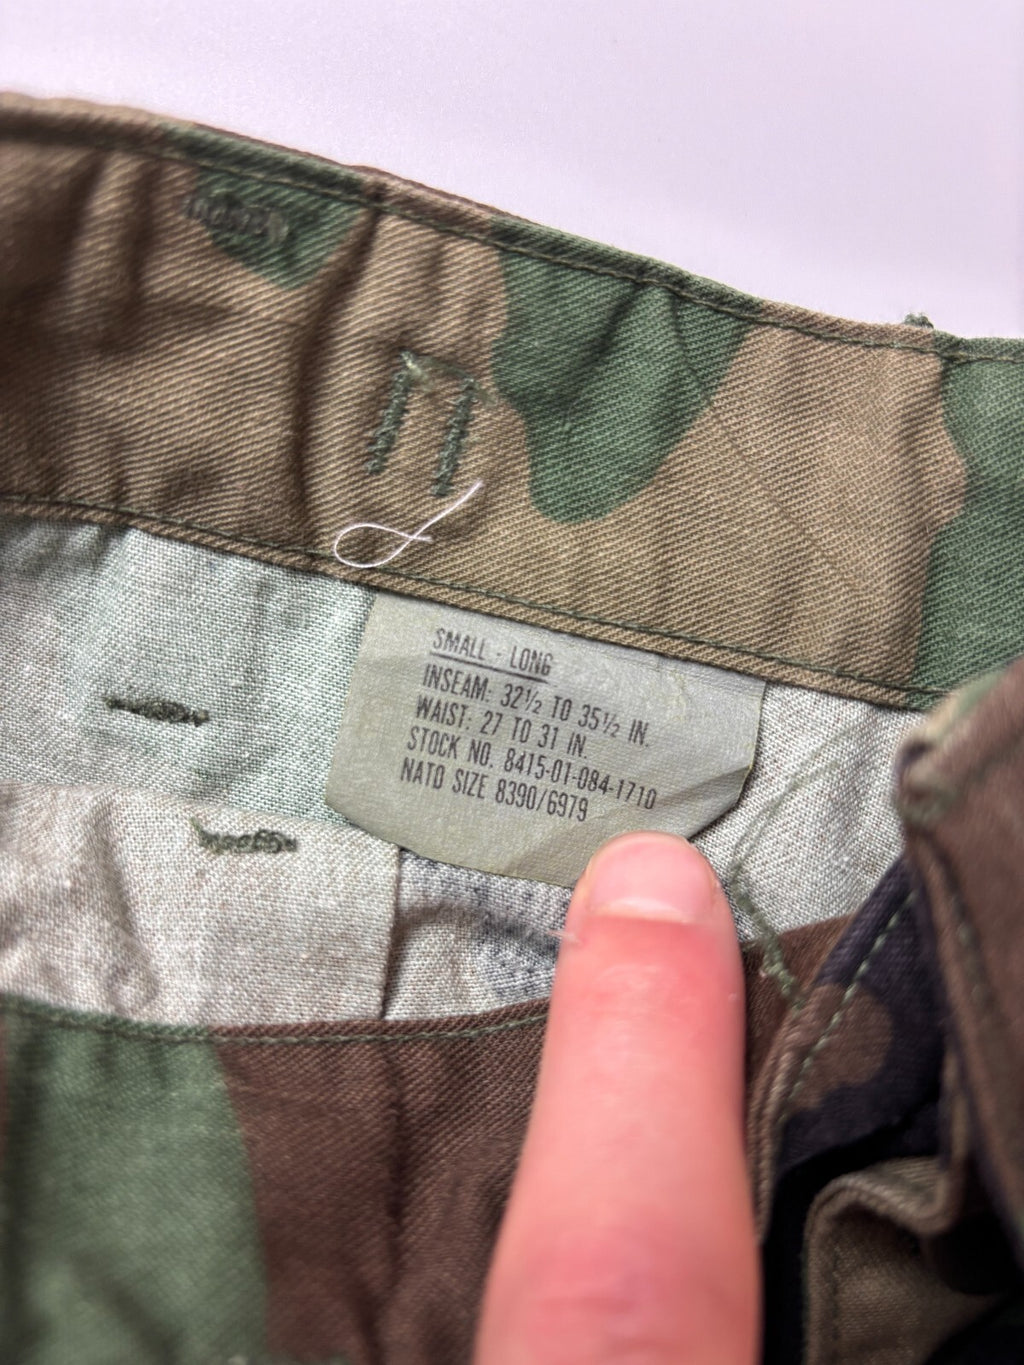 SMALL - LONG
INSEAM: 32½ TO 35½ IN.
WAIST: 27 TO 31 IN.
STOCK NO. 8415-01-084-1710
NATO SIZE 8390/6979